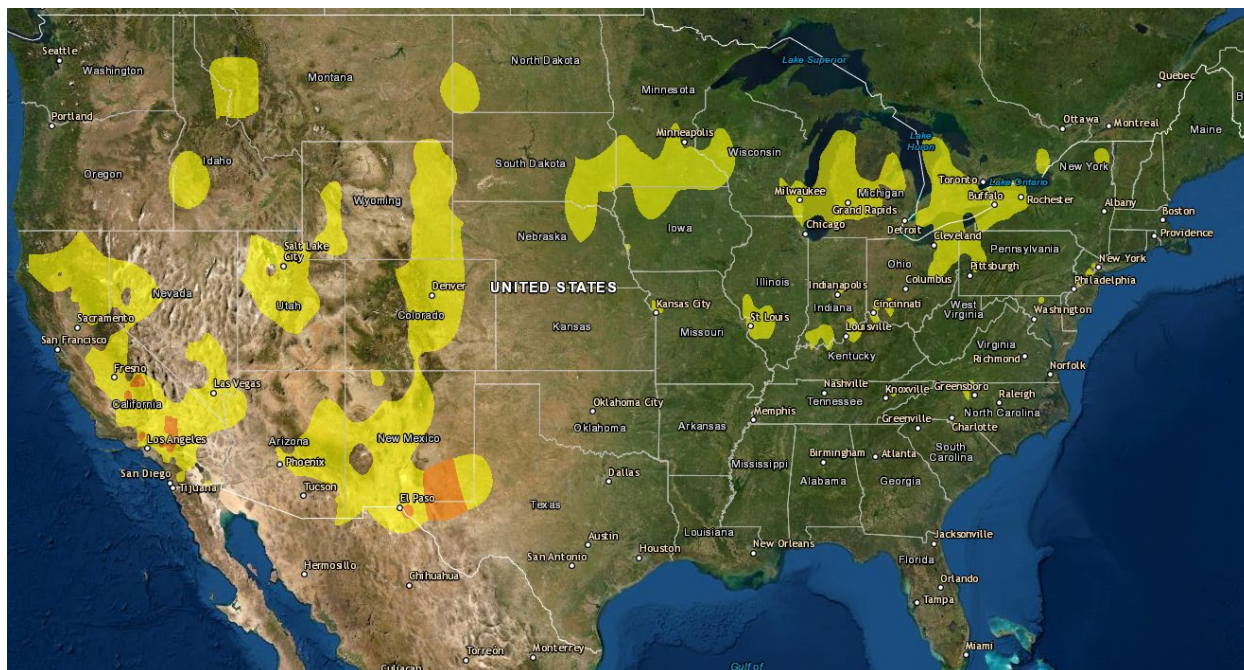 Seattle
Washington
Montana
North Dakota
Lake Superior
Quebec
Portland
Minnesota
Ottawa
Montreal
Maine
Minneapolis
Lake
Huron
Oregon
Idaho
South Dakota
Wisconsin
New York
Toronto
Lake Ontario
Wyoming
Milwaukee
Michigan
Buffalo
Rochester
Grand Rapids
Albany
Boston
Nebraska
Iowa
Chicago
Detroit
Providence
Salt Lake
City
Cleveland
Pennsylvania
New York
Pittsburgh
Nevada
Utah
Denver
UNITED STATES
Illinois
Ohio
Columbus
Philadelphia
Indianapolis
Indiana
Sacramento
Colorado
Kansas City
Cincinnati
West
Virginia
Washington
San Francisco
Kansas
Missouri
St Louis
Louisville
Kentucky
Virginia
Richmond
Fresno
Norfolk
Las Vegas
California
Nashville
Tennessee
Knoxville
Greensboro
Raleigh
Oklahoma City
Memphis
Greenville
North Carolina
Charlotte
Los Angeles
Arizona
New Mexico
Oklahoma
Arkansas
South
Carolina
Phoenix
Mississippi
Birmingham
Atlanta
San Diego
Tijuana
Tucson
Dallas
Alabama
Georgia
El Paso
Texas
Louisiana
Jacksonville
Austin
New Orleans
San Antonio
Houston
Florida
Hermosillo
Chihuahua
Orlando
Tampa
Miami
Torreon
Monterrey
Culiacan
Gulf of